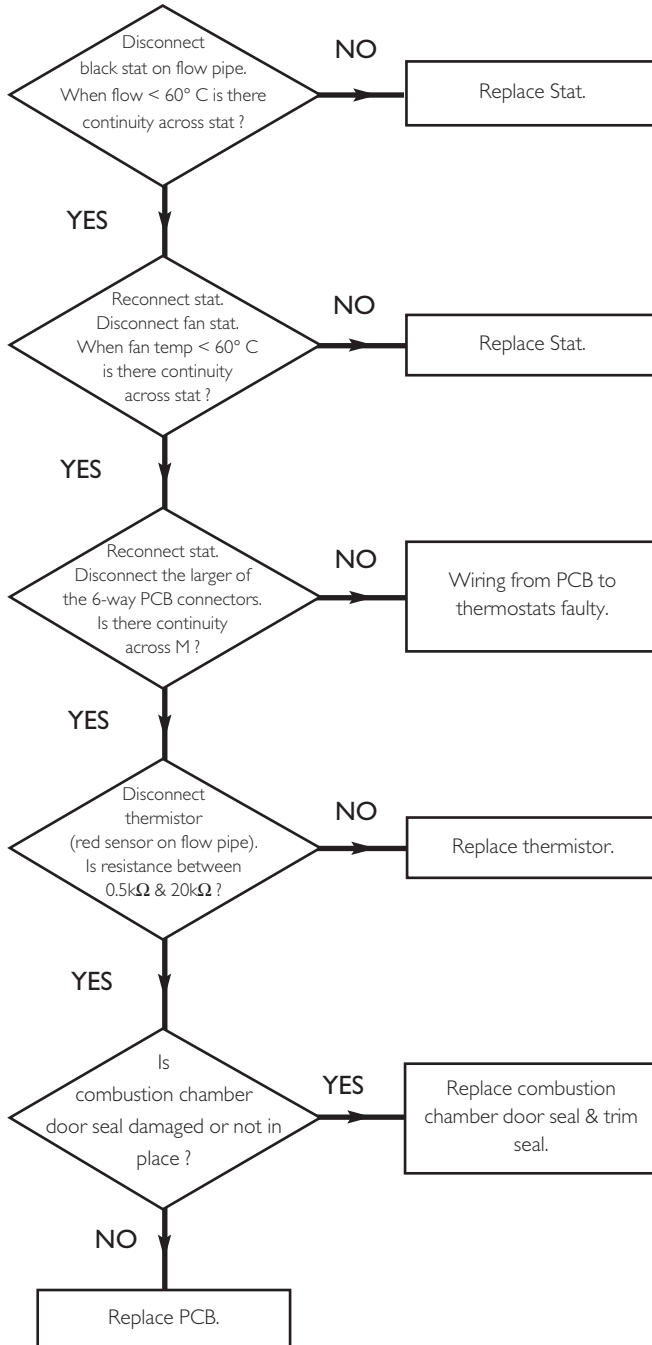 Disconnect
black stat on flow pipe.
When flow < 60° C is there
continuity across stat ?
NO
Replace Stat.
YES
Reconnect stat.
Disconnect fan stat.
When fan temp < 60° C
is there continuity
across stat ?
NO
Replace Stat.
YES
Reconnect stat.
Disconnect the larger of
the 6-way PCB connectors.
Is there continuity
across M ?
NO
Wiring from PCB to
thermostats faulty.
YES
Disconnect
thermistor
(red sensor on flow pipe).
Is resistance between
0.5kΩ & 20kΩ ?
NO
Replace thermistor.
YES
Is
combustion chamber
door seal damaged or not in
place ?
YES
Replace combustion
chamber door seal & trim
seal.
NO
Replace PCB.